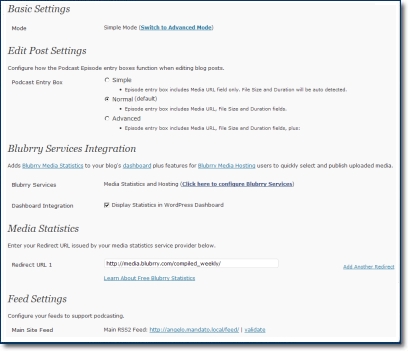 Basic Settings
Mode Simple Mode (Switch to Advanced Mode)
Edit Post Settings
Configure how the Podcast Episode entry boxes function when editing blog posts.
Podcast Entry Box Simple
• Episode entry box includes Media URL field only. File Size and Duration will be auto detected.
Normal (default)
• Episode entry box includes Media URL, File Size and Duration fields.
Advanced
• Episode entry box includes Media URL, File Size and Duration fields, plus:
Blubrry Services Integration
Adds Blubrry Media Statistics to your blog's dashboard plus features for Blubrry Media Hosting users to quickly select and publish uploaded media.
Blubrry Services Media Statistics and Hosting (Click here to configure Blubrry Services)
Dashboard Integration Display Statistics in WordPress Dashboard
Media Statistics
Enter your Redirect URL issued by your media statistics service provider below.
Redirect URL 1 http://media.blubrry.com/compiled_weekly/ Add Another Redirect
Learn About Free Blubrry Statistics
Feed Settings
Configure your feeds to support podcasting.
Main Site Feed Main RSS2 Feed: http://angelo.mandato.local/feed/ | validate